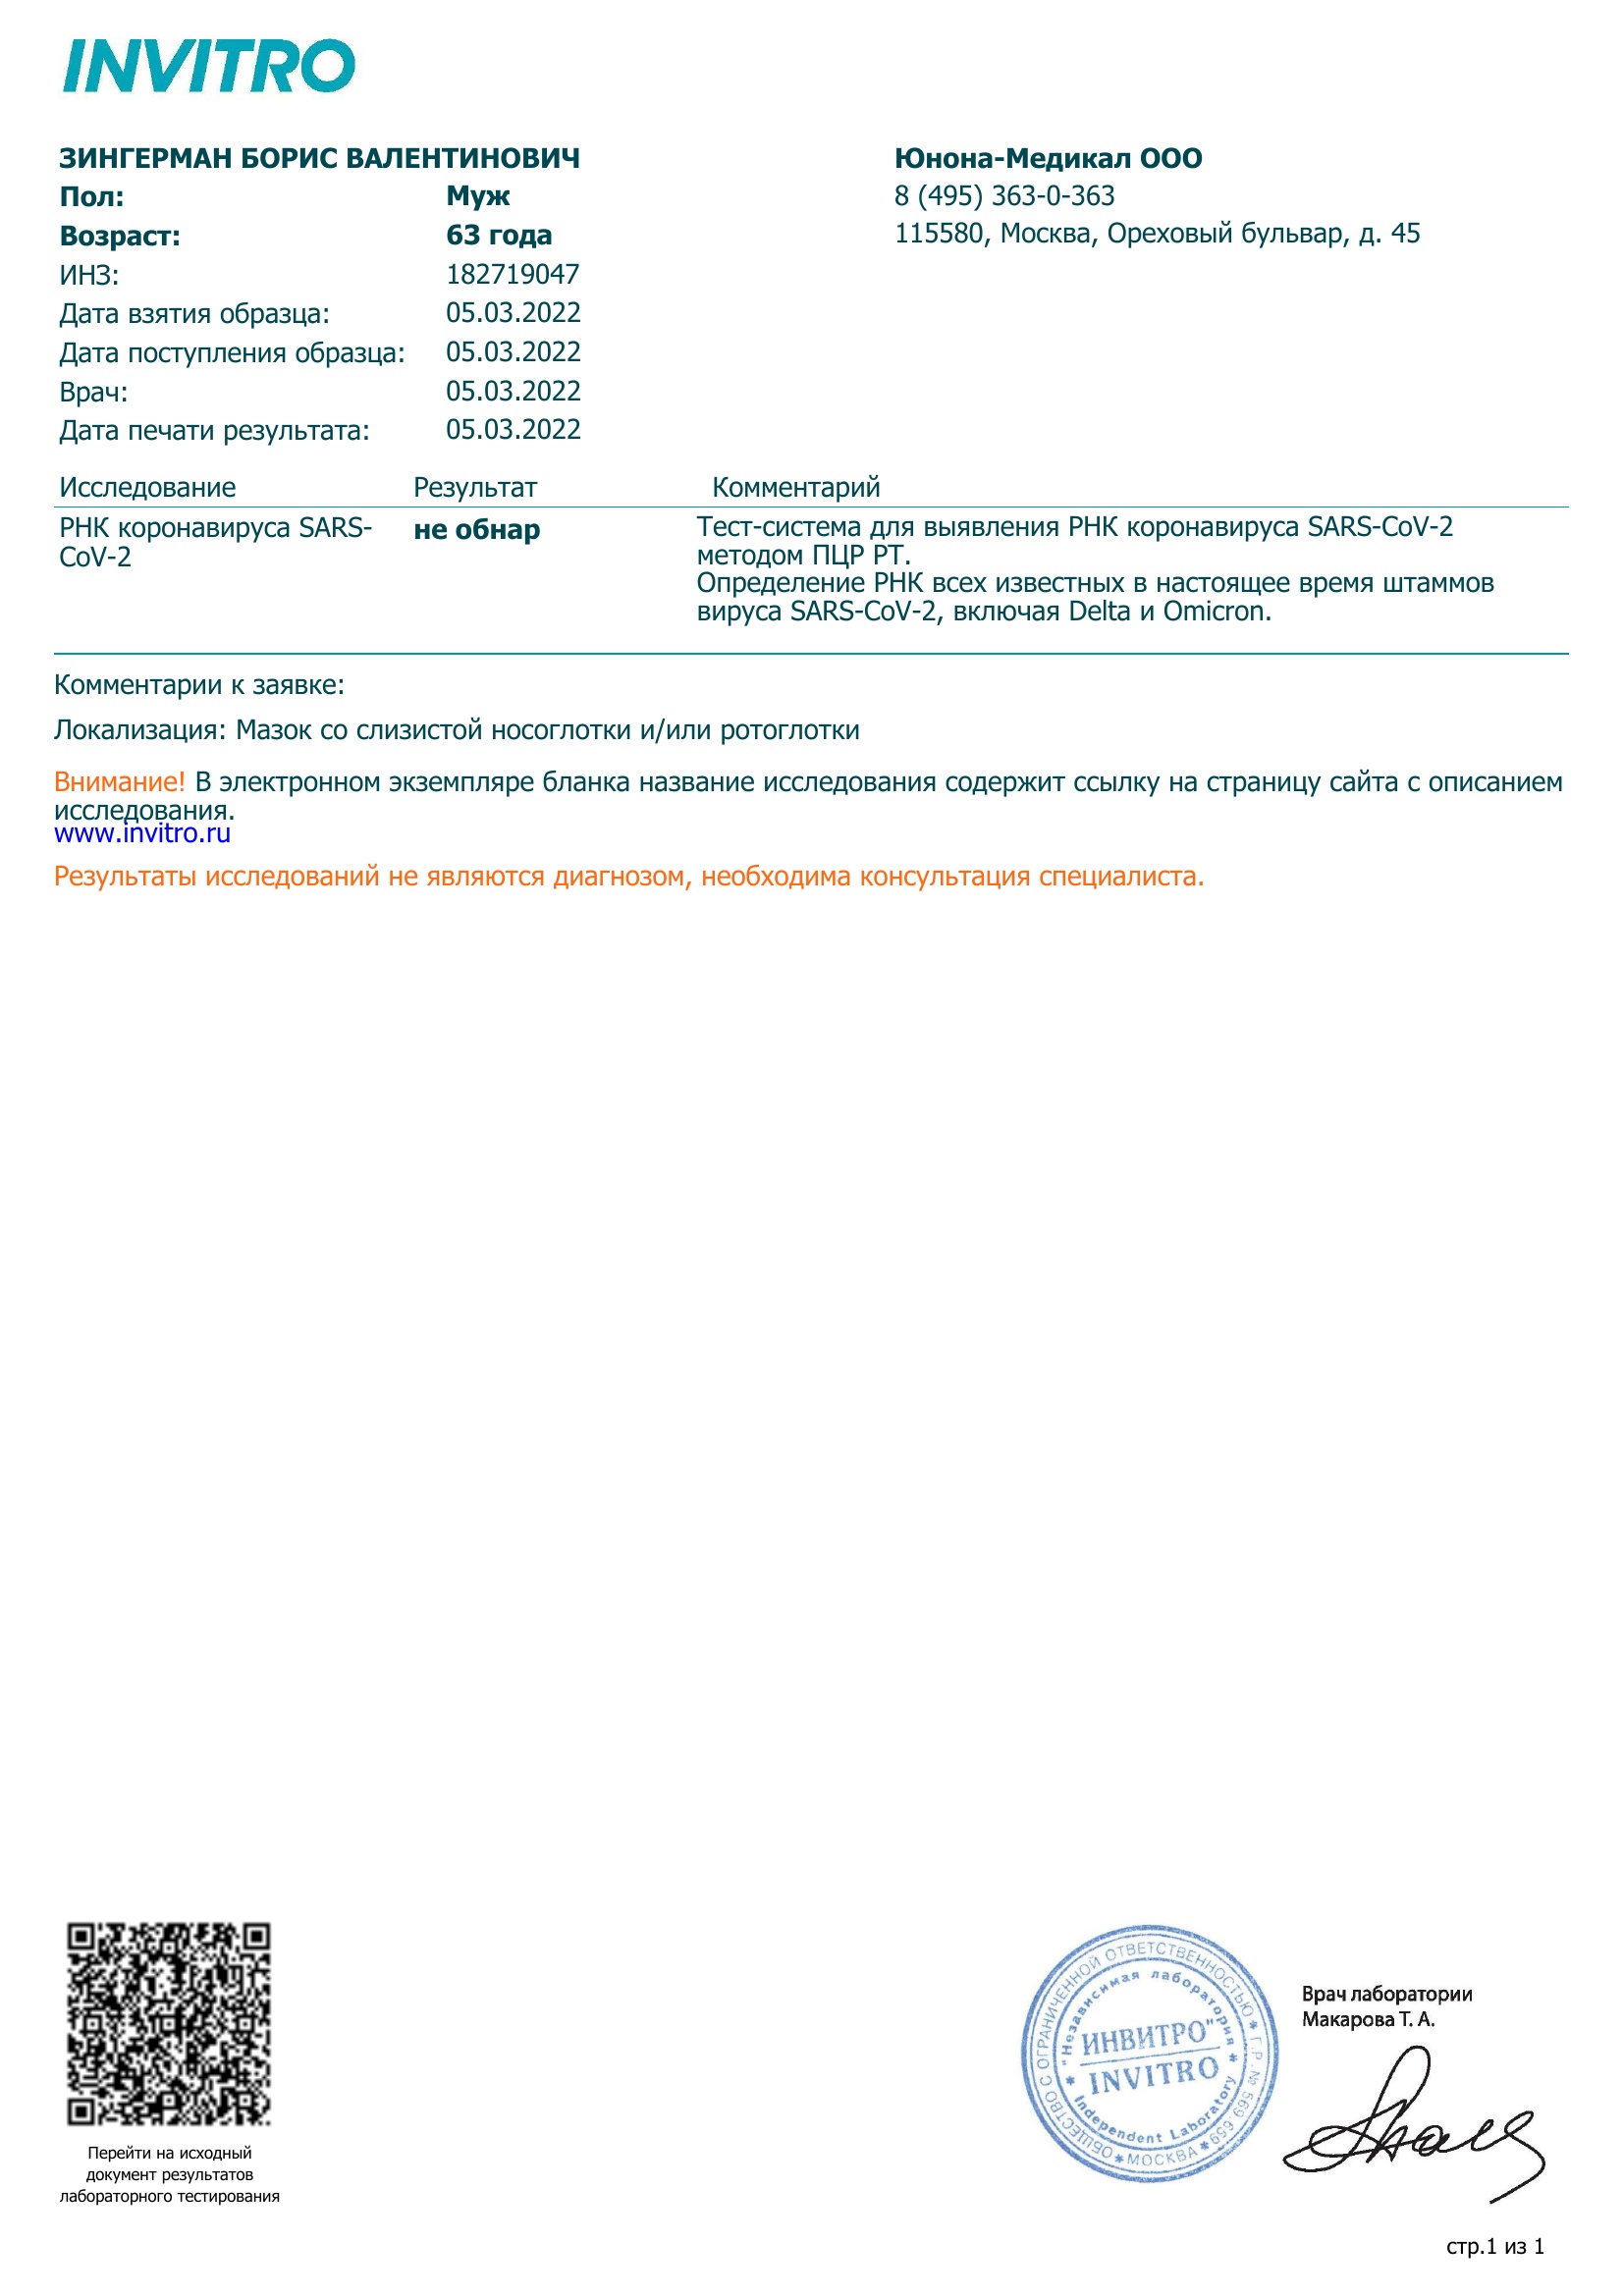 INVITRO
ЗИНГЕРМАН БОРИС ВАЛЕНТИНОВИЧ
Пол: Муж
Возраст: 63 года
ИНЗ: 182719047
Дата взятия образца: 05.03.2022
Дата поступления образца: 05.03.2022
Врач: 05.03.2022
Дата печати результата: 05.03.2022
Юнона-Медикал ООО
8 (495) 363-0-363
115580, Москва, Ореховый бульвар, д. 45
Исследование Результат Комментарий
РНК коронавируса SARS-
CoV-2
не обнар
Тест-система для выявления РНК коронавируса SARS-CoV-2
методом ПЦР РТ.
Определение РНК всех известных в настоящее время штаммов
вируса SARS-CoV-2, включая Delta и Omicron.
Комментарии к заявке:
Локализация: Мазок со слизистой носоглотки и/или ротоглотки
Внимание! В электронном экземпляре бланка название исследования содержит ссылку на страницу сайта с описанием
исследования.
www.invitro.ru
Результаты исследований не являются диагнозом, необходима консультация специалиста.
Перейти на исходный
документ результатов
лабораторного тестирования
ОБЩЕСТВО С ОГРАНИЧЕННОЙ ОТВЕТСТВЕННОСТЬЮ * Г.Р. № 569 659 * МОСКВА *
"Независимая лаборатория
ИНВИТРО"
INVITRO
Independent Laboratory
Врач лаборатории
Макарова Т. А.
стр.1 из 1